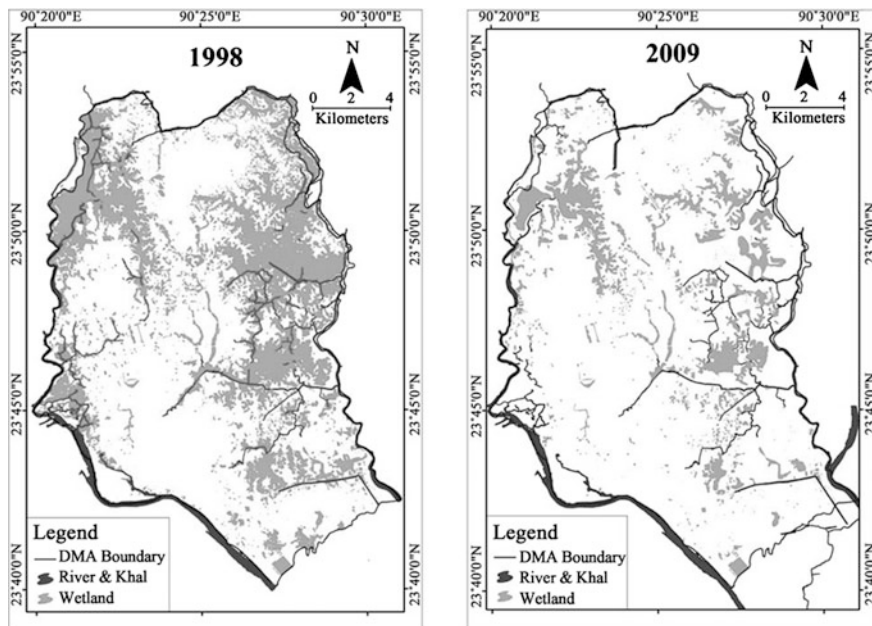 90°20'0"E 90°25'0"E 90°30'0"E
1998
N
0 2 4
Kilometers
23°55'0"N
23°50'0"N
23°45'0"N
23°40'0"N
23°55'0"N
23°50'0"N
23°45'0"N
23°40'0"N
Legend
DMA Boundary
River & Khal
Wetland
90°20'0"E 90°25'0"E 90°30'0"E
2009
N
0 2 4
Kilometers
23°55'0"N
23°50'0"N
23°45'0"N
23°40'0"N
23°55'0"N
23°50'0"N
23°45'0"N
23°40'0"N
Legend
DMA Boundary
River & Khal
Wetland